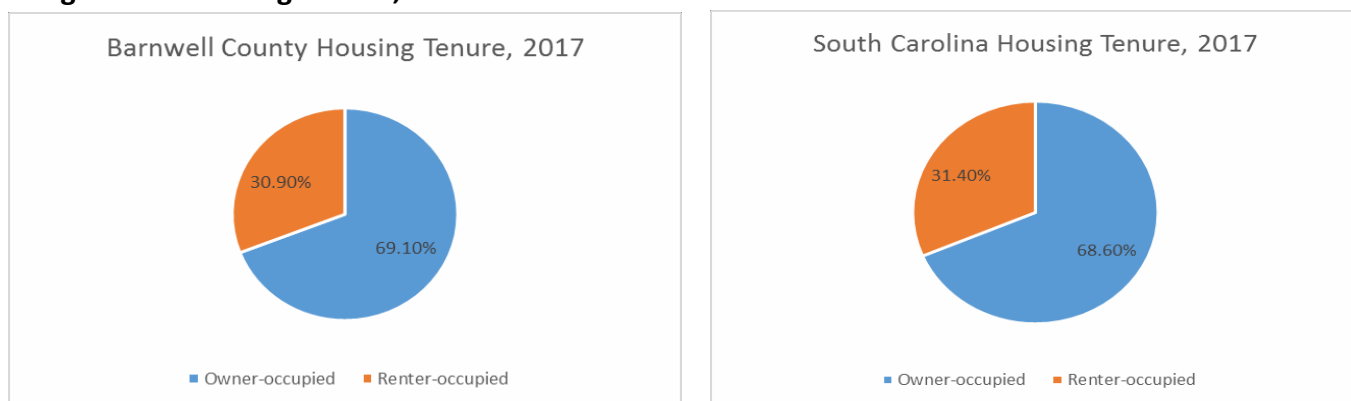 Barnwell County Housing Tenure, 2017
30.90%
69.10%
Owner-occupied Renter-occupied
South Carolina Housing Tenure, 2017
31.40%
68.60%
Owner-occupied Renter-occupied